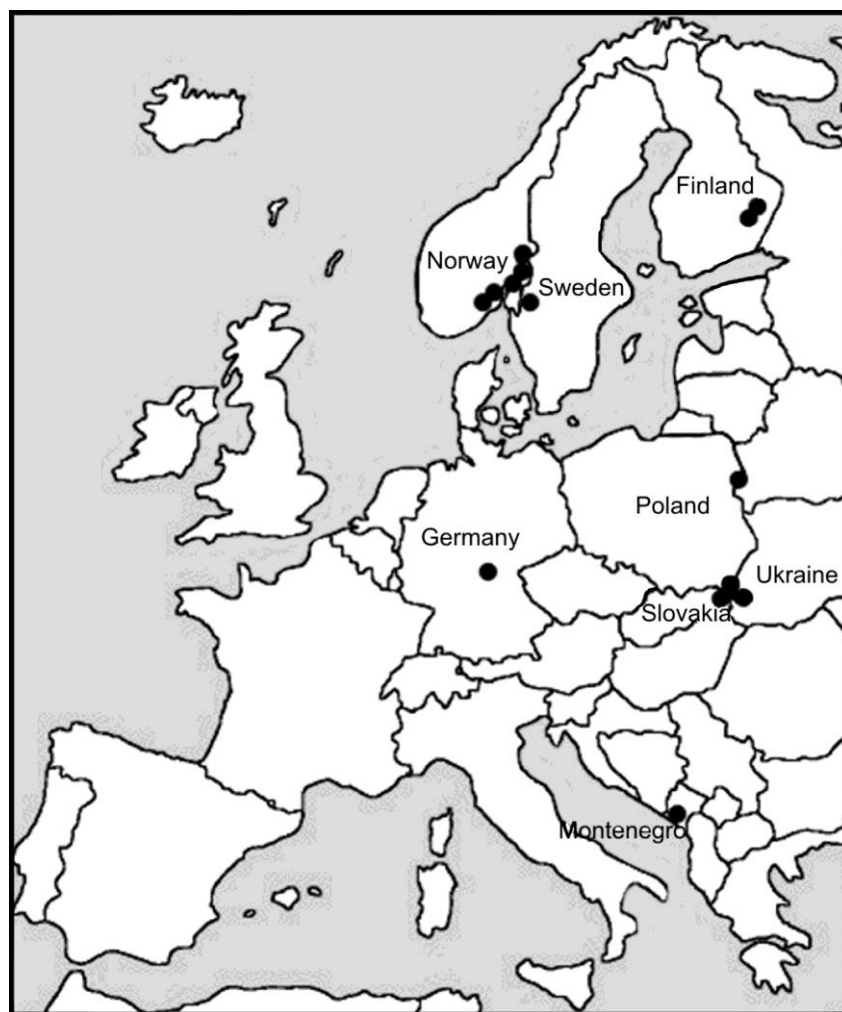 Finland
Norway
Sweden
Poland
Germany
Ukraine
Slovakia
Montenegro